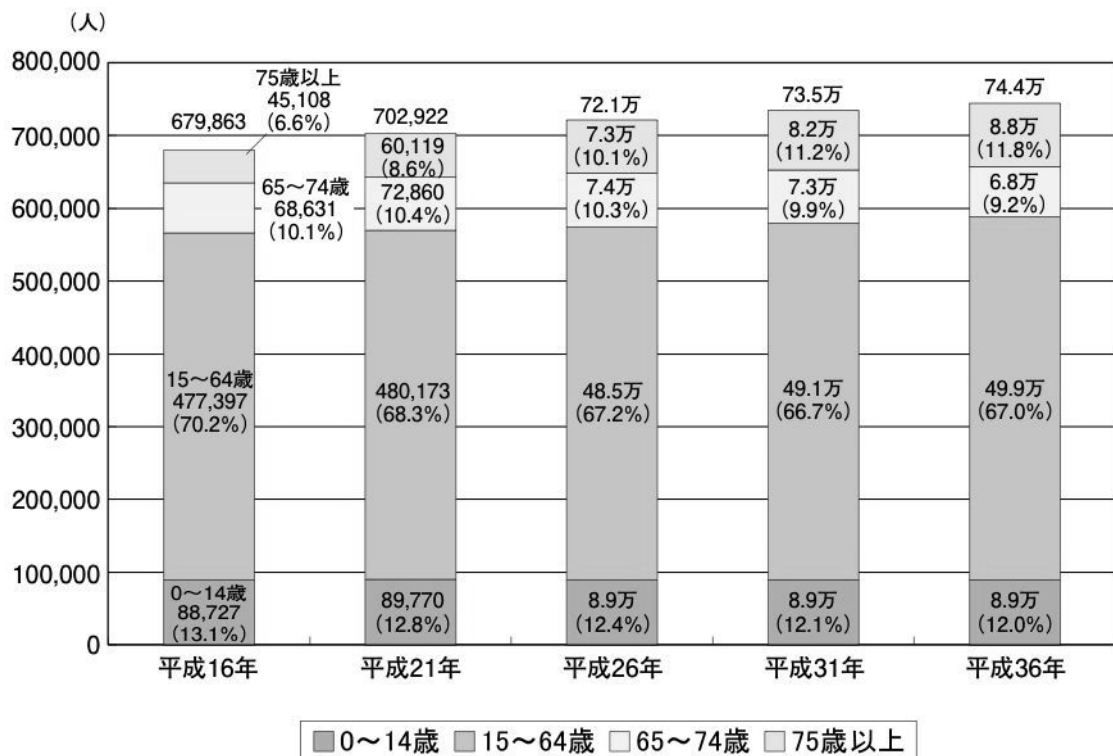 （人）
800,000
700,000
600,000
500,000
400,000
300,000
200,000
100,000
0
679,863
75歳以上
45,108
（6.6%）
65～74歳
68,631
（10.1%）
15～64歳
477,397
（70.2%）
0～14歳
88,727
（13.1%）
702,922
60,119
（8.6%）
72,860
（10.4%）
480,173
（68.3%）
89,770
（12.8%）
72.1万
7.3万
（10.1%）
7.4万
（10.3%）
48.5万
（67.2%）
8.9万
（12.4%）
73.5万
8.2万
（11.2%）
7.3万
（9.9%）
49.1万
（66.7%）
8.9万
（12.1%）
74.4万
8.8万
（11.8%）
6.8万
（9.2%）
49.9万
（67.0%）
8.9万
（12.0%）
平成16年 平成21年 平成26年 平成31年 平成36年
0～14歳 15～64歳 65～74歳 75歳以上